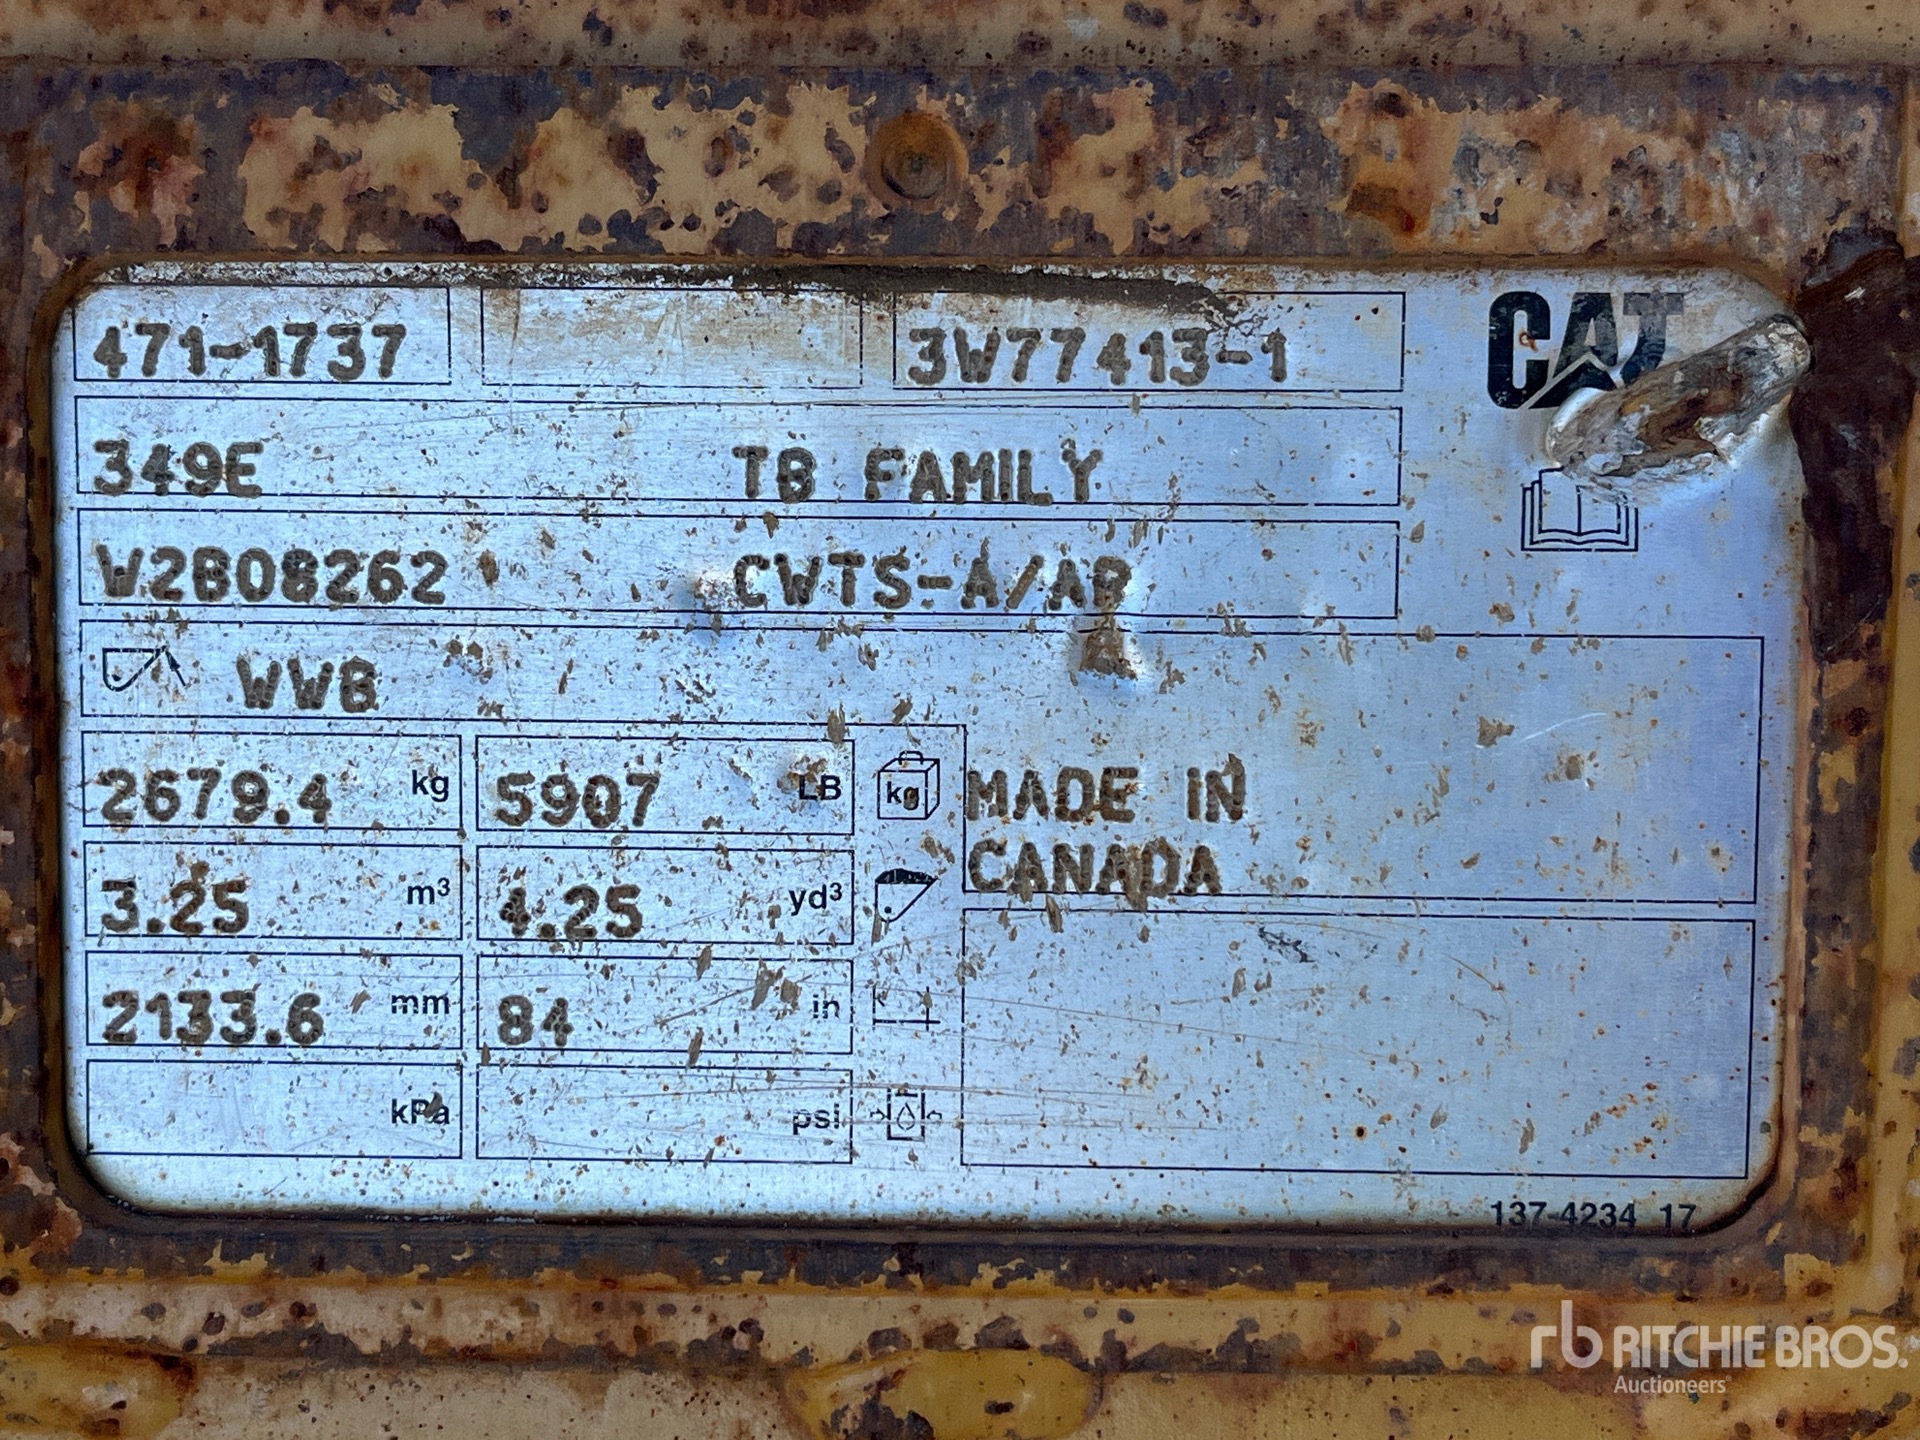 471-1737 3W77413-1 CAT
349E TB FAMILY
W2B08262 CWTS-A/AB
WWB
2679.4 kg 5907 LB kg MADE IN
CANADA
3.25 m³ 4.25 yd³
2133.6 mm 84 in
kPa psi
137-4234 17
rb RITCHIE BROS.
Auctioneers